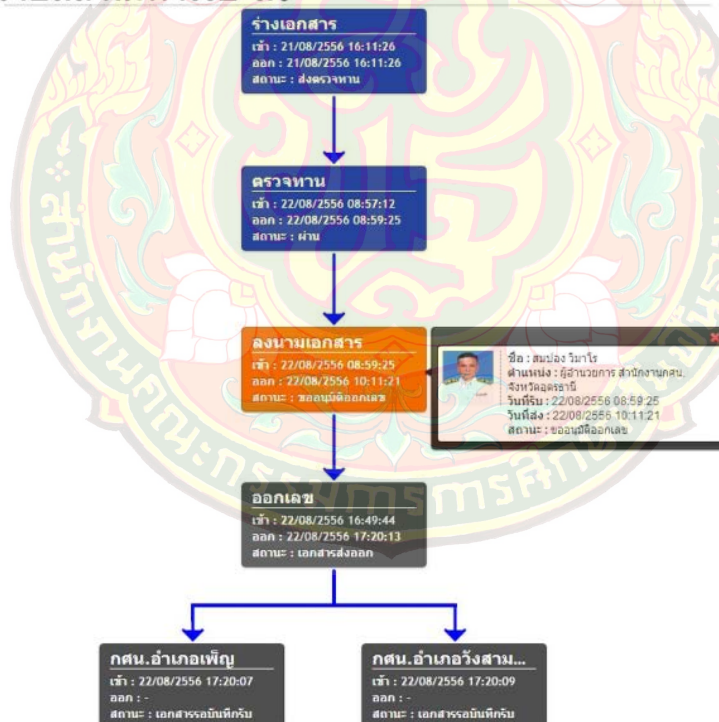 ร่างเอกสาร
เข้า : 21/08/2556 16:11:26
ออก : 21/08/2556 16:11:26
สถานะ : ส่งตรวจทาน
ตรวจทาน
เข้า : 22/08/2556 08:57:12
ออก : 22/08/2556 08:59:25
สถานะ : ผ่าน
ลงนามเอกสาร
เข้า : 22/08/2556 08:59:25
ออก : 22/08/2556 10:11:21
สถานะ : ขออนุมัติออกเลข
ชื่อ : สมปอง วิมาโร
ตำแหน่ง : ผู้อำนวยการ สำนักงานกศน.
จังหวัดอุดรธานี
วันที่รับ : 22/08/2556 08:59:25
วันที่ส่ง : 22/08/2556 10:11:21
สถานะ : ขออนุมัติออกเลข
ออกเลข
เข้า : 22/08/2556 16:49:44
ออก : 22/08/2556 17:20:13
สถานะ : เอกสารส่งออก
กศน.อำเภอเพ็ญ
เข้า : 22/08/2556 17:20:07
ออก : -
สถานะ : เอกสารรอบันทึกรับ
กศน.อำเภอวังสาม...
เข้า : 22/08/2556 17:20:09
ออก : -
สถานะ : เอกสารรอบันทึกรับ